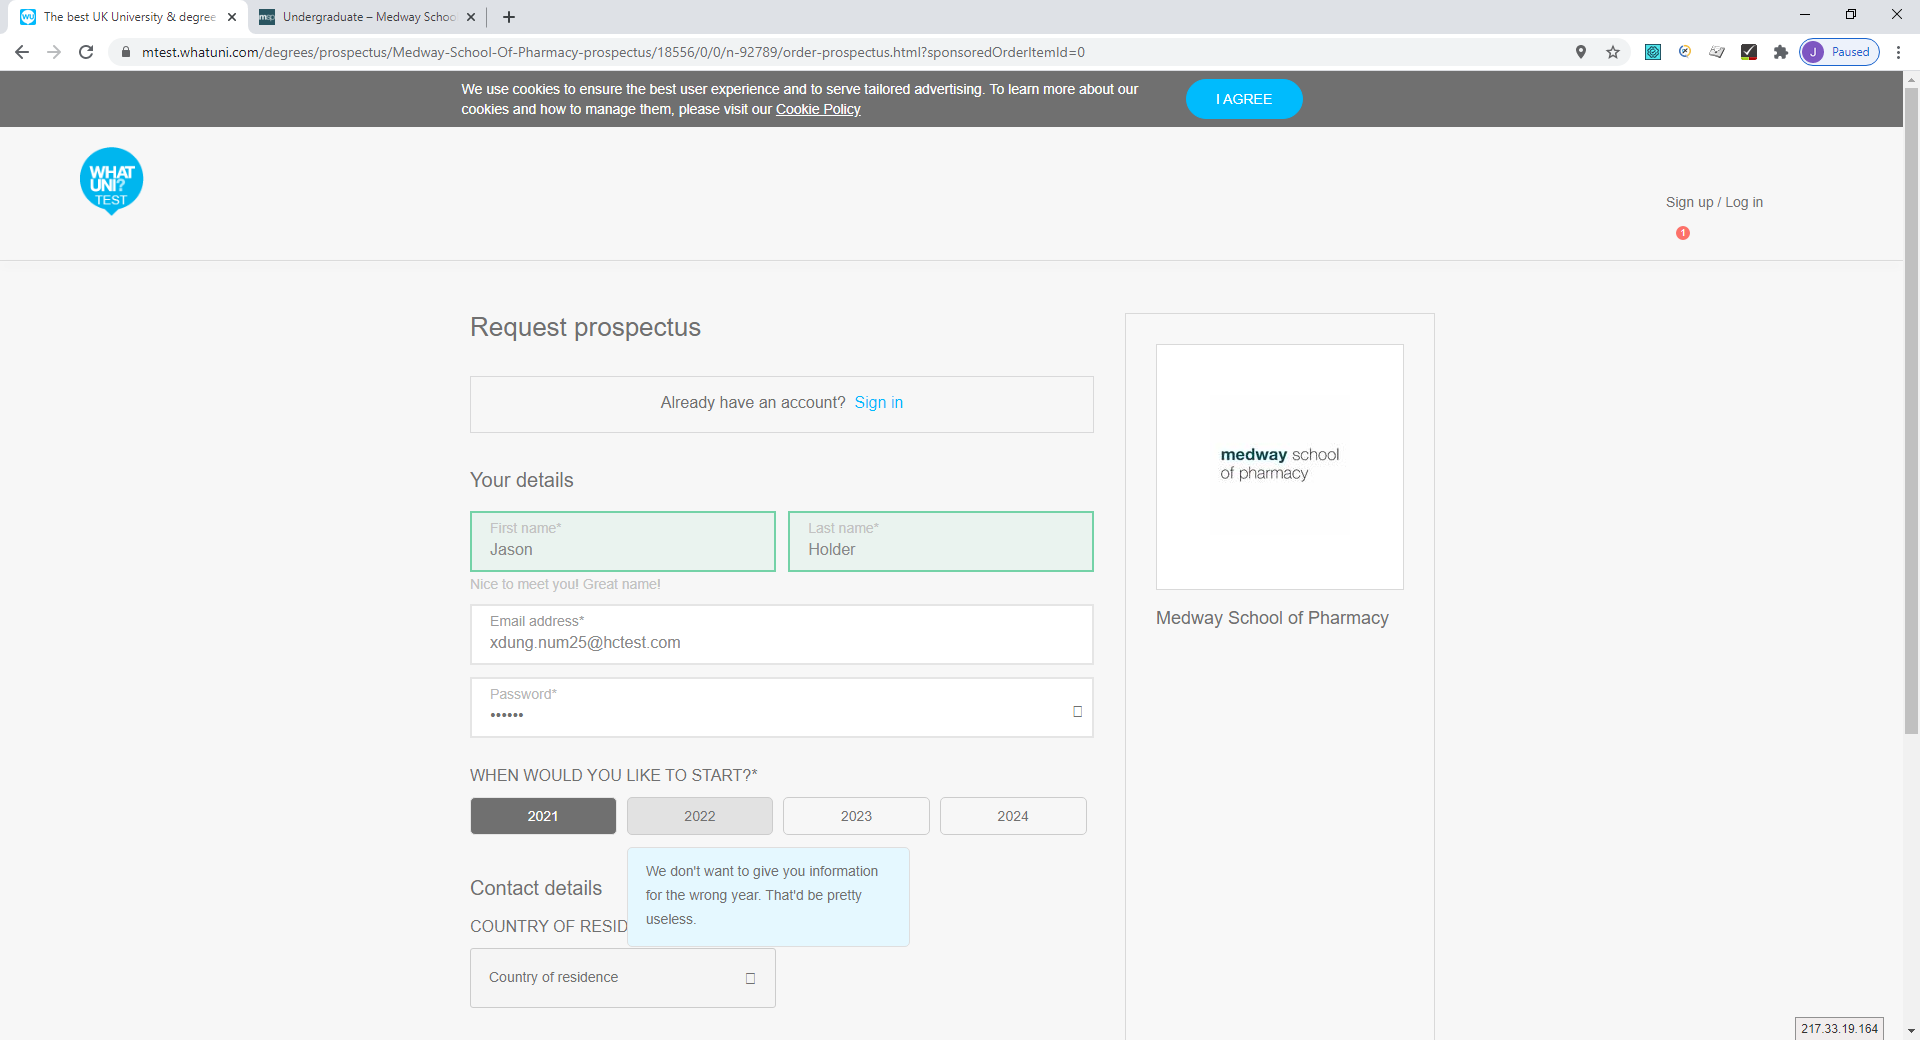 The best UK University & degree
Undergraduate – Medway School
mtest.whatuni.com/degrees/prospectus/Medway-School-Of-Pharmacy-prospectus/18556/0/0/n-92789/order-prospectus.html?sponsoredOrderItemId=0
J Paused
We use cookies to ensure the best user experience and to serve tailored advertising. To learn more about our
cookies and how to manage them, please visit our Cookie Policy
I AGREE
WHAT
UNI?
TEST
Sign up / Log in
1
Request prospectus
Already have an account? Sign in
medway school
of pharmacy
Medway School of Pharmacy
Your details
First name*
Jason
Last name*
Holder
Nice to meet you! Great name!
Email address*
xdung.num25@hctest.com
Password*
••••••
WHEN WOULD YOU LIKE TO START?*
2021 2022 2023 2024
We don't want to give you information
for the wrong year. That'd be pretty
useless.
Contact details
COUNTRY OF RESID
Country of residence
217.33.19.164